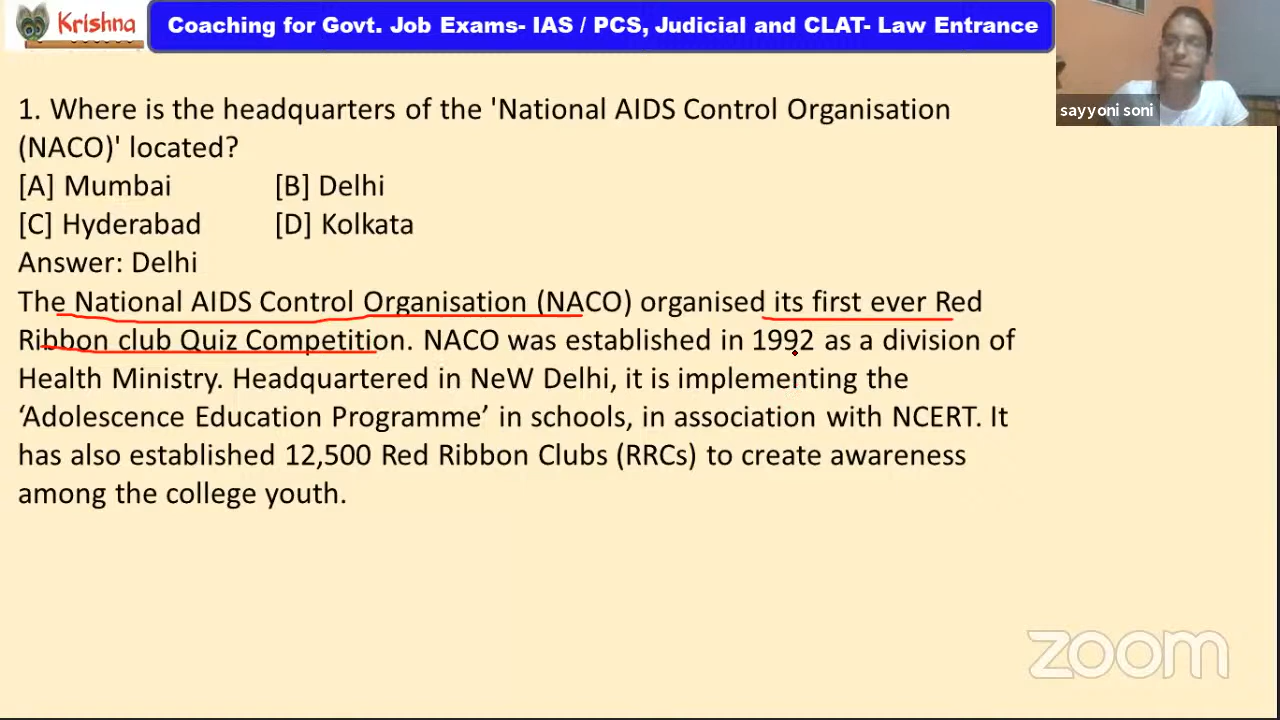 Krishna
Coaching for Govt. Job Exams- IAS / PCS, Judicial and CLAT- Law Entrance
sayyoni soni
1. Where is the headquarters of the 'National AIDS Control Organisation
(NACO)' located?
[A] Mumbai [B] Delhi
[C] Hyderabad [D] Kolkata
Answer: Delhi
The National AIDS Control Organisation (NACO) organised its first ever Red
Ribbon club Quiz Competition. NACO was established in 1992 as a division of
Health Ministry. Headquartered in NeW Delhi, it is implementing the
‘Adolescence Education Programme’ in schools, in association with NCERT. It
has also established 12,500 Red Ribbon Clubs (RRCs) to create awareness
among the college youth.
zoom